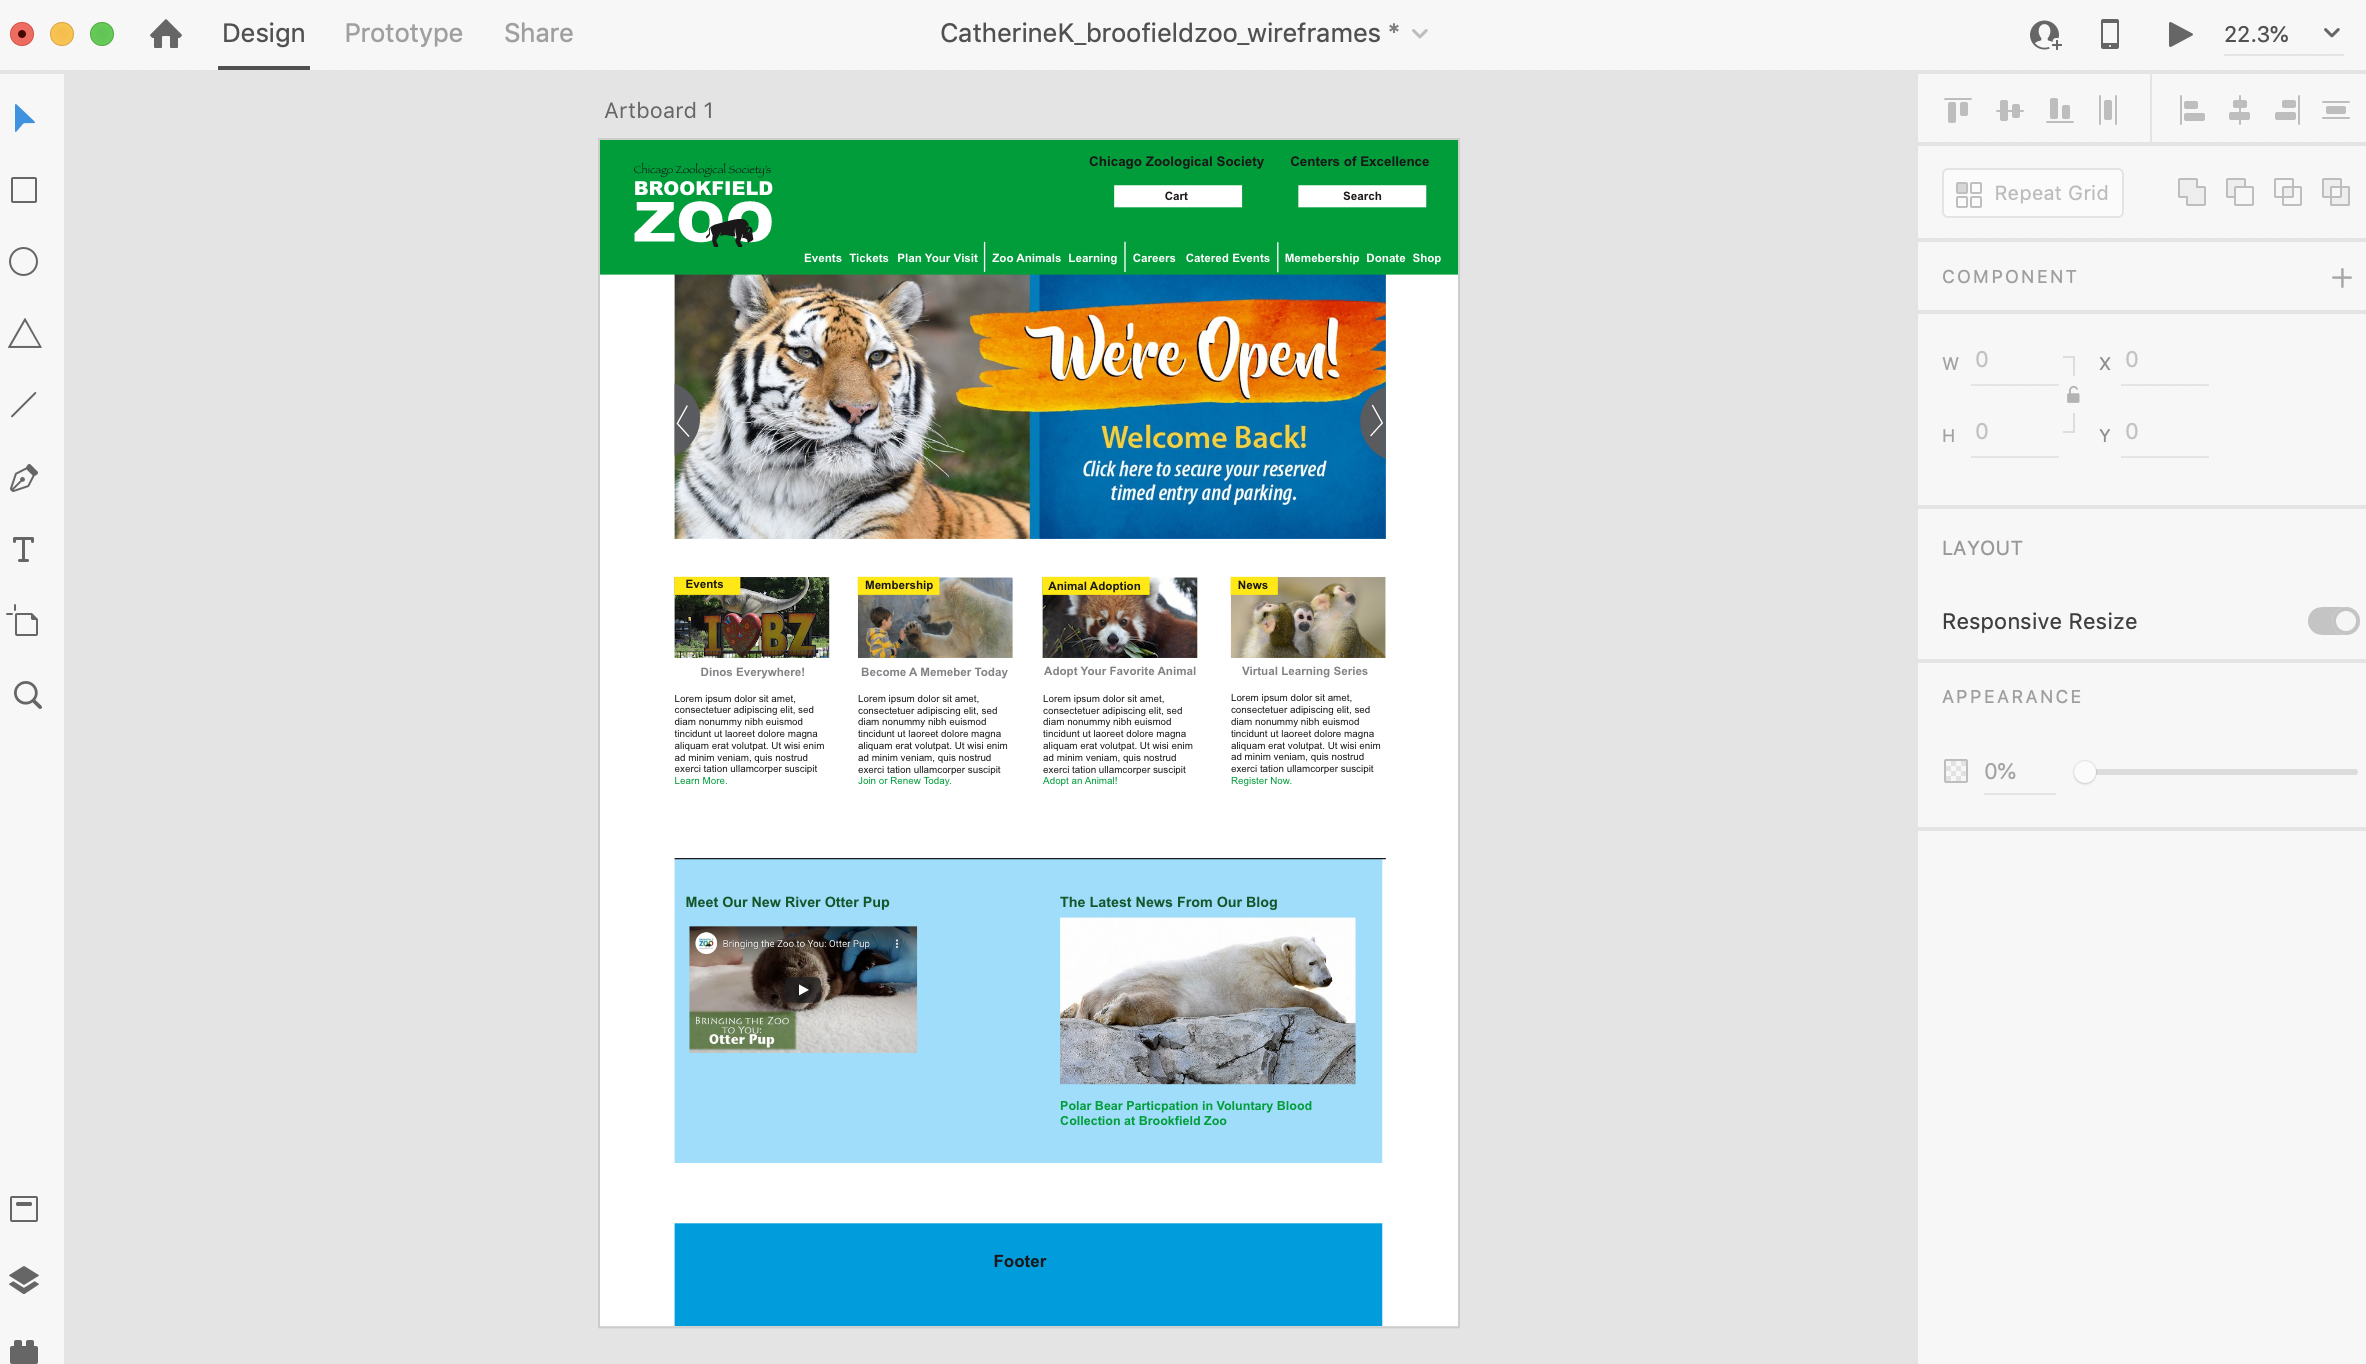 Design Prototype Share
CatherineK_broofieldzoo_wireframes *
22.3%
Artboard 1
Chicago Zoological Society's
BROOKFIELD
ZOO
Chicago Zoological Society Centers of Excellence
Cart Search
Events Tickets Plan Your Visit Zoo Animals Learning Careers Catered Events Memebership Donate Shop
We're Open!
Welcome Back!
Click here to secure your reserved
timed entry and parking.
Events
I BZ
Dinos Everywhere!
Lorem ipsum dolor sit amet,
consectetuer adipiscing elit, sed
diam nonummy nibh euismod
tincidunt ut laoreet dolore magna
aliquam erat volutpat. Ut wisi enim
ad minim veniam, quis nostrud
exerci tation ullamcorper suscipit
Learn More.
Membership
Become A Memeber Today
Lorem ipsum dolor sit amet,
consectetuer adipiscing elit, sed
diam nonummy nibh euismod
tincidunt ut laoreet dolore magna
aliquam erat volutpat. Ut wisi enim
ad minim veniam, quis nostrud
exerci tation ullamcorper suscipit
Join or Renew Today.
Animal Adoption
Adopt Your Favorite Animal
Lorem ipsum dolor sit amet,
consectetuer adipiscing elit, sed
diam nonummy nibh euismod
tincidunt ut laoreet dolore magna
aliquam erat volutpat. Ut wisi enim
ad minim veniam, quis nostrud
exerci tation ullamcorper suscipit
Adopt an Animal!
News
Virtual Learning Series
Lorem ipsum dolor sit amet,
consectetuer adipiscing elit, sed
diam nonummy nibh euismod
tincidunt ut laoreet dolore magna
aliquam erat volutpat. Ut wisi enim
ad minim veniam, quis nostrud
exerci tation ullamcorper suscipit
Register Now.
Meet Our New River Otter Pup
ZOO Bringing the Zoo to You: Otter Pup
BRINGING THE ZOO
TO YOU:
Otter Pup
The Latest News From Our Blog
Polar Bear Particpation in Voluntary Blood
Collection at Brookfield Zoo
Footer
Repeat Grid
COMPONENT
W 0 X 0
H 0 Y 0
LAYOUT
Responsive Resize
APPEARANCE
0%